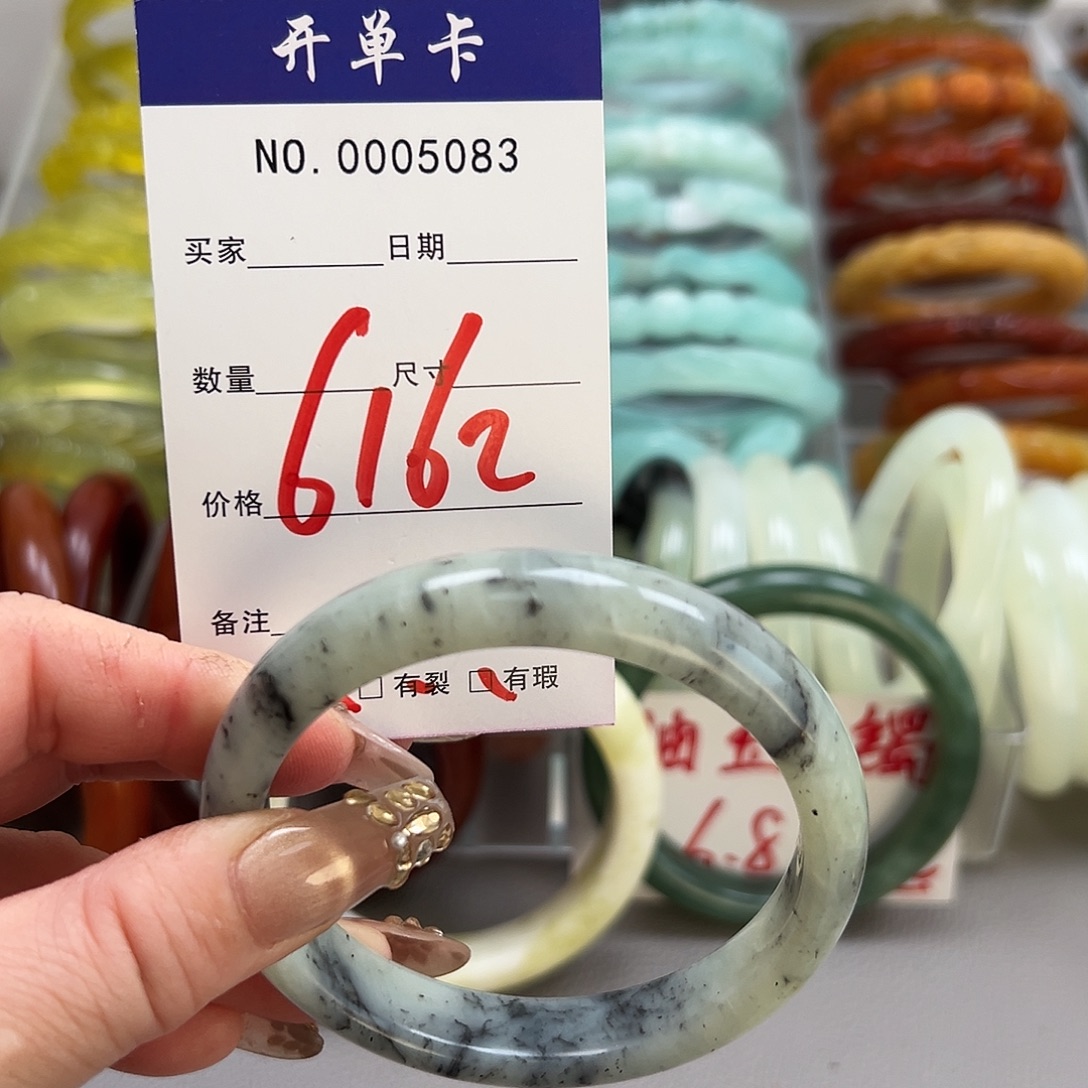 开单卡
NO. 0005083
买家 日期
数量 尺寸
6162
价格
备注
□ 有裂 □ 有瑕